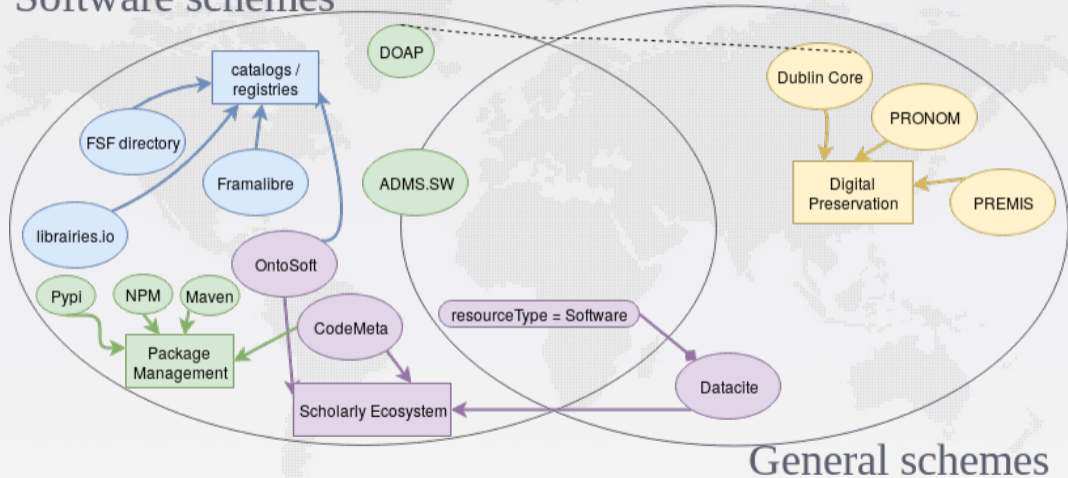 Software schemes
DOAP
catalogs /
registries
Dublin Core
PRONOM
FSF directory
Framalibre
ADMS.SW
Digital
Preservation
PREMIS
librairies.io
OntoSoft
Pypi
NPM
Maven
CodeMeta
resourceType = Software
Package
Management
Datacite
Scholarly Ecosystem
General schemes